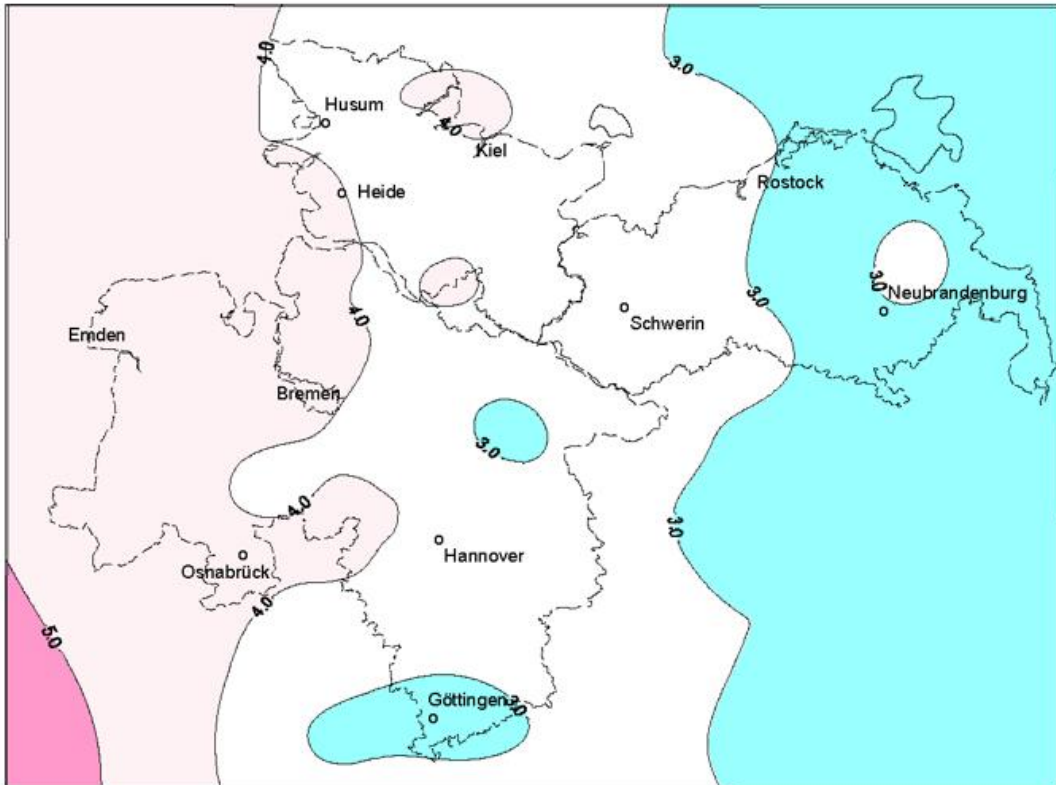 4.0
3.0
Husum
4.0
Kiel
Rostock
Heide
3.0
Neubrandenburg
3.0
4.0
Schwerin
Emden
Bremen
3.0
4.0
3.0
Hannover
Osnabrück
4.0
5.0
Göttingen
3.0